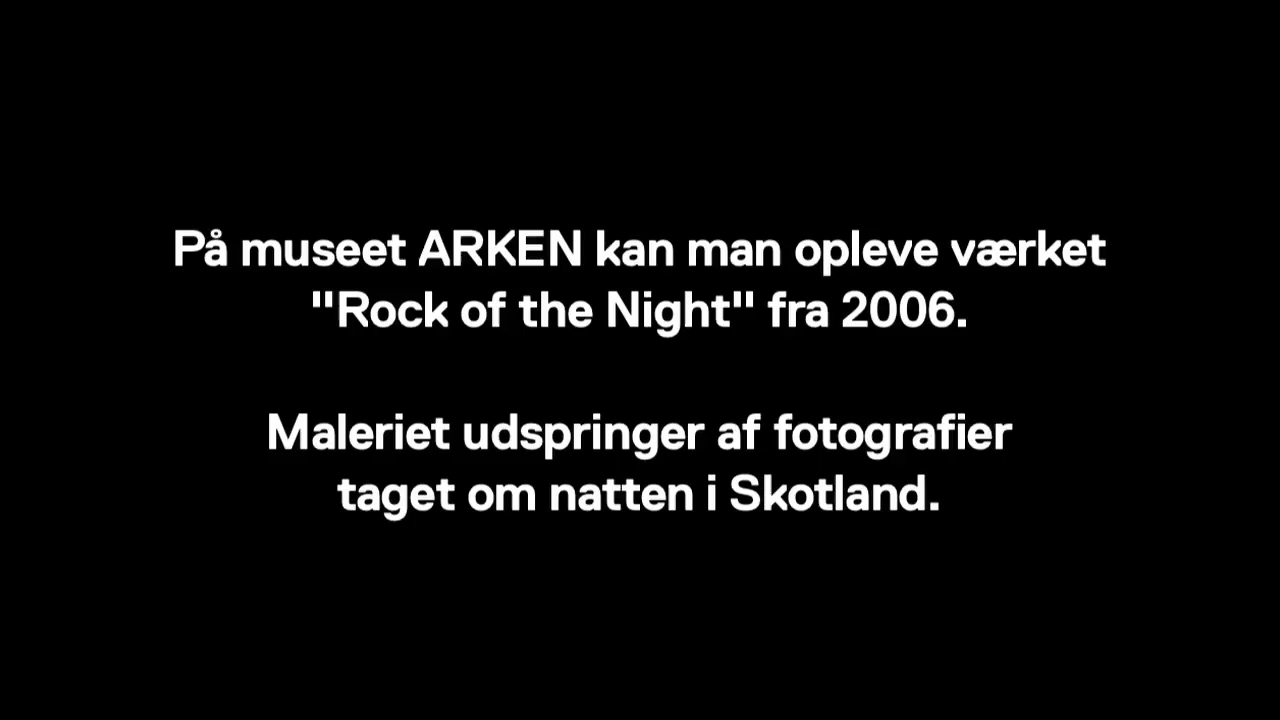 På museet ARKEN kan man opleve værket
"Rock of the Night" fra 2006.
Maleriet udspringer af fotografier
taget om natten i Skotland.